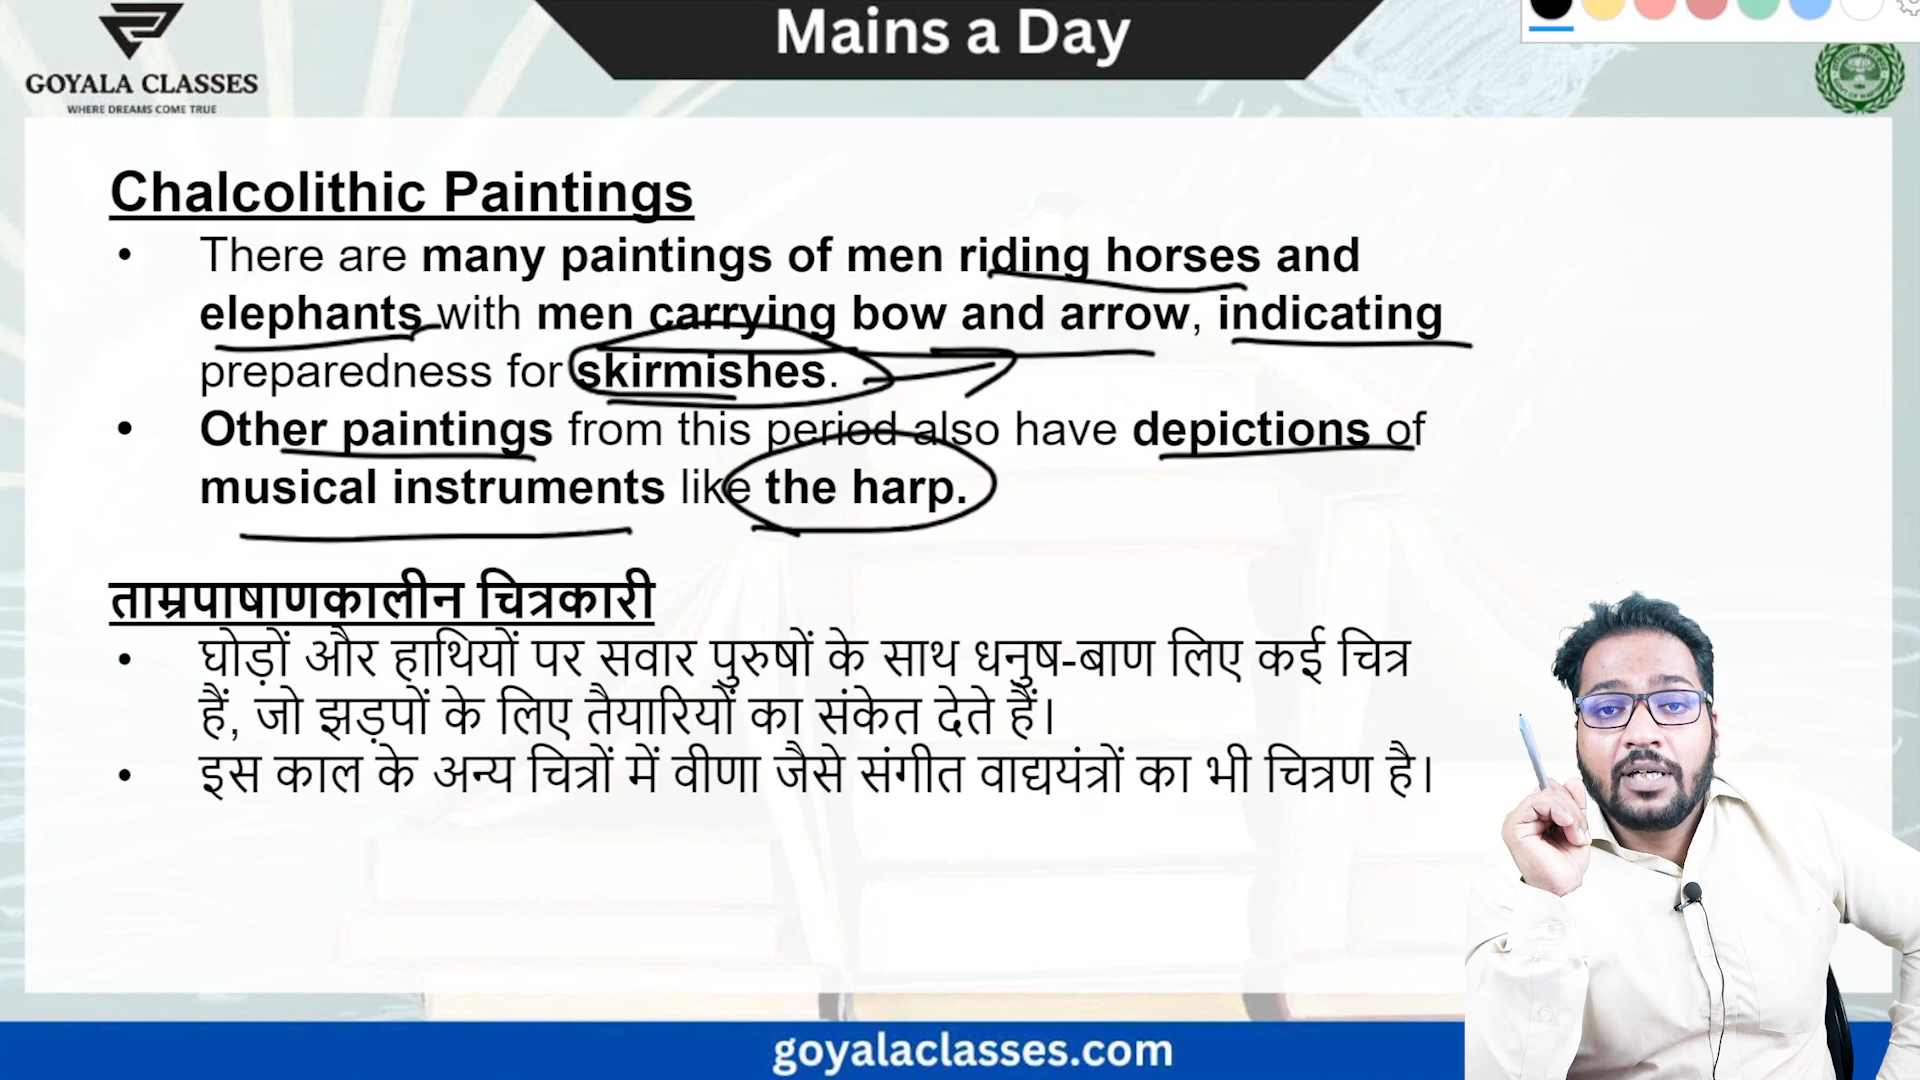 Mains a Day
GOYALA CLASSES
WHERE DREAMS COME TRUE
Chalcolithic Paintings
• There are many paintings of men riding horses and
elephants with men carrying bow and arrow, indicating
preparedness for skirmishes.
• Other paintings from this period also have depictions of
musical instruments like the harp.
ताम्रपाषाणकालीन चित्रकारी
• घोड़ों और हाथियों पर सवार पुरुषों के साथ धनुष-बाण लिए कई चित्र
हैं, जो झड़पों के लिए तैयारियों का संकेत देते हैं।
• इस काल के अन्य चित्रों में वीणा जैसे संगीत वाद्ययंत्रों का भी चित्रण है।
goyalaclasses.com